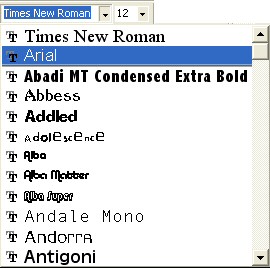 Times New Roman 12
Times New Roman
Arial
Abadi MT Condensed Extra Bold
Abbess
Addled
Adolescence
Alba
Alba Matter
Alba Super
Andale Mono
Andorra
Antigoni